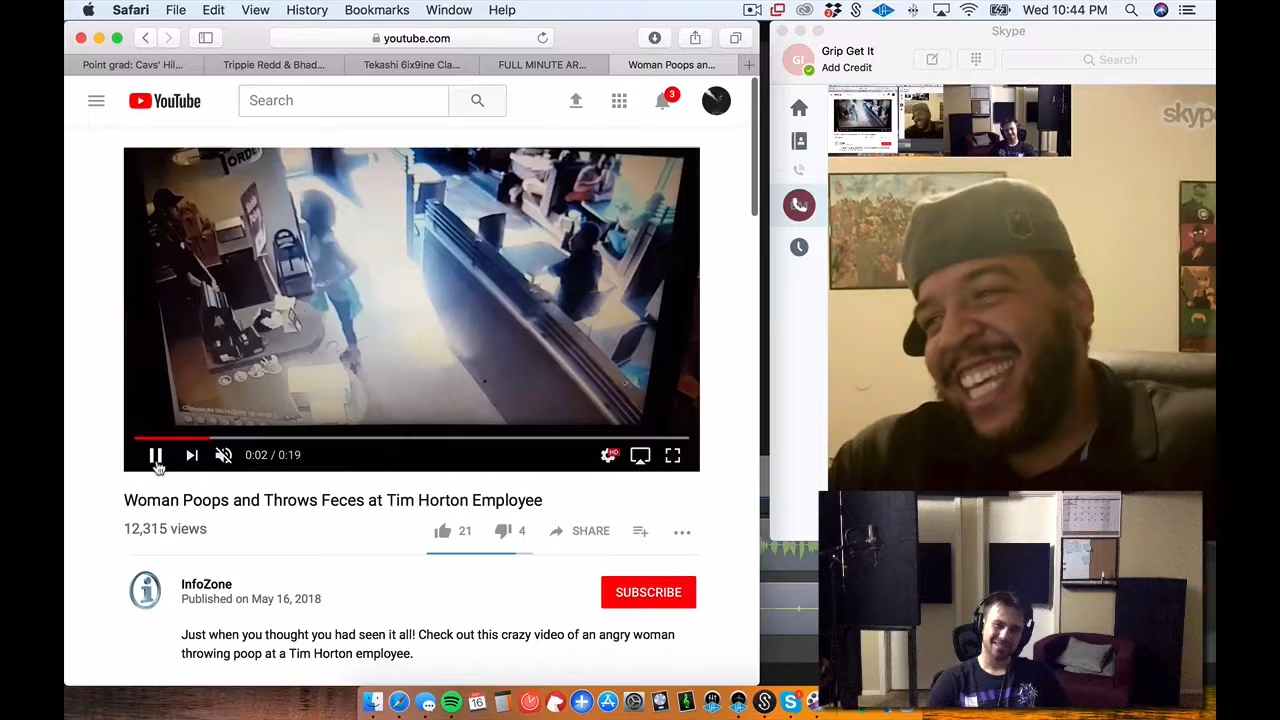 Safari File Edit View History Bookmarks Window Help
Wed 10:44 PM
youtube.com
Point grad: Cavs' Hil...
Trippie Redd & Bhad...
Tekashi 6ix9ine Cla...
FULL MINUTE AR...
Woman Poops an...
YouTube
Search
3
0:02 / 0:19
HD
Woman Poops and Throws Feces at Tim Horton Employee
12,315 views
21
4
SHARE
InfoZone
Published on May 16, 2018
SUBSCRIBE
Just when you thought you had seen it all! Check out this crazy video of an angry woman
throwing poop at a Tim Horton employee.
Skype
GI
Grip Get It
Add Credit
Search
skyp